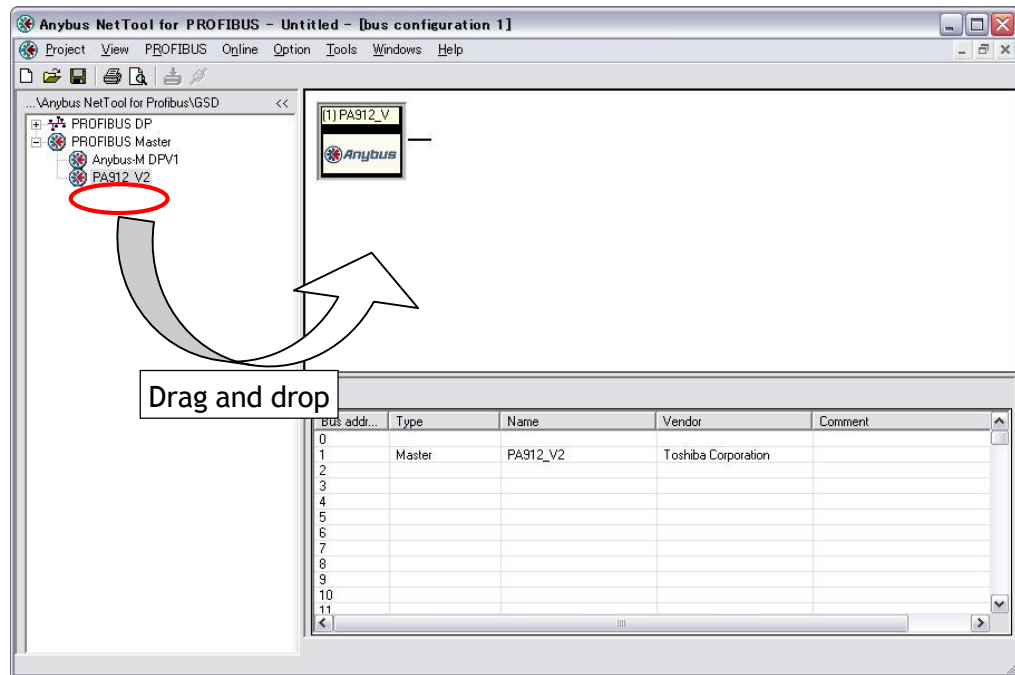 Anybus NetTool for PROFIBUS - Untitled - [bus configuration 1]
Project View PROFIBUS Online Option Tools Windows Help
...\Anybus NetTool for Profibus\GSD <<
PROFIBUS DP
PROFIBUS Master
Anybus-M DPV1
PA912_V2
(1) PA912_V
Anybus
Drag and drop
Bus addr... Type Name Vendor Comment
0
1 Master PA912_V2 Toshiba Corporation
2
3
4
5
6
7
8
9
10
11